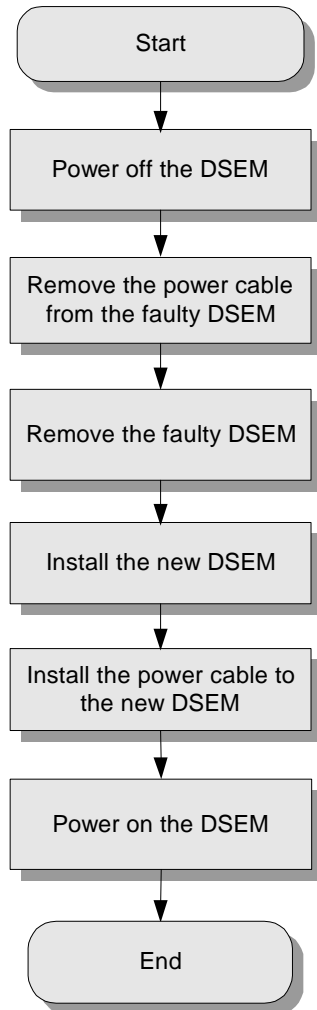 Start
Power off the DSEM
Remove the power cable
from the faulty DSEM
Remove the faulty DSEM
Install the new DSEM
Install the power cable to
the new DSEM
Power on the DSEM
End